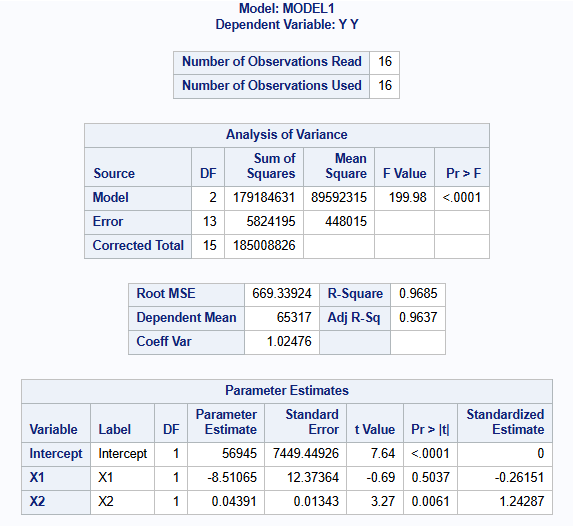 Model: MODEL1
Dependent Variable: Y Y
Number of Observations Read 16
Number of Observations Used 16
Analysis of Variance
Source DF Sum of Squares Mean Square F Value Pr > F
Model 2 179184631 89592315 199.98 <.0001
Error 13 5824195 448015
Corrected Total 15 185008826
Root MSE 669.33924 R-Square 0.9685
Dependent Mean 65317 Adj R-Sq 0.9637
Coeff Var 1.02476
Parameter Estimates
Variable Label DF Parameter Estimate Standard Error t Value Pr > |t| Standardized Estimate
Intercept Intercept 1 56945 7449.44926 7.64 <.0001 0
X1 X1 1 -8.51065 12.37364 -0.69 0.5037 -0.26151
X2 X2 1 0.04391 0.01343 3.27 0.0061 1.24287